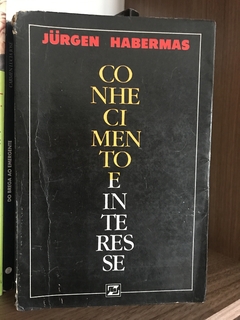 JÜRGEN HABERMAS
CO
NHE
CI
MEN
TO
E
IN
TE
RES
SE
DO BREGA AO EMERGENTE